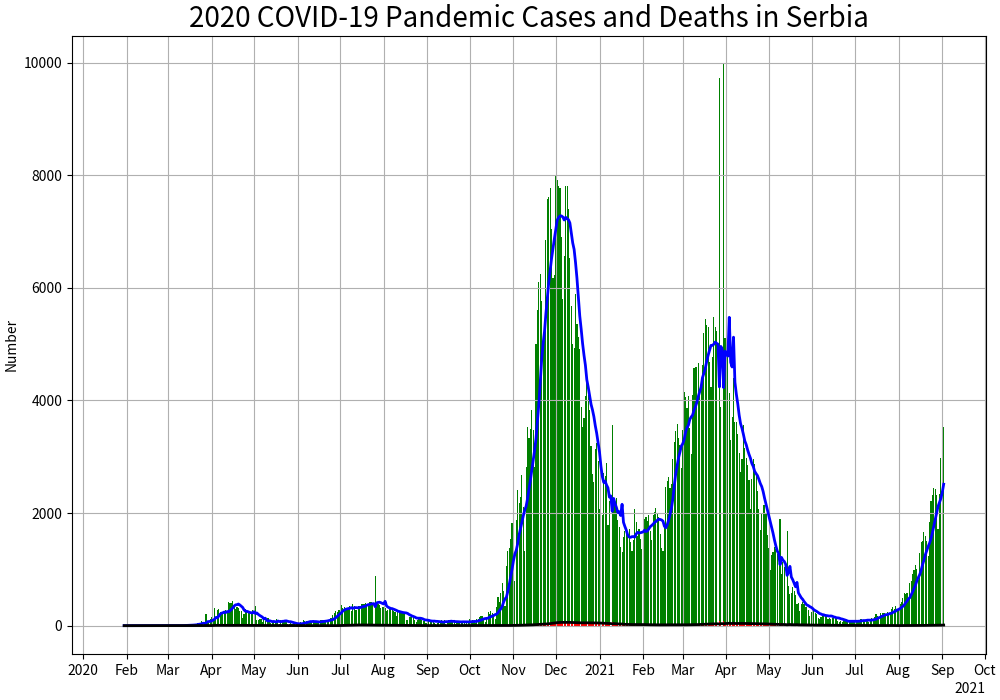 2020 COVID-19 Pandemic Cases and Deaths in Serbia
Number
10000
8000
6000
4000
2000
0
2020 Feb Mar Apr May Jun Jul Aug Sep Oct Nov Dec 2021 Feb Mar Apr May Jun Jul Aug Sep Oct
2021